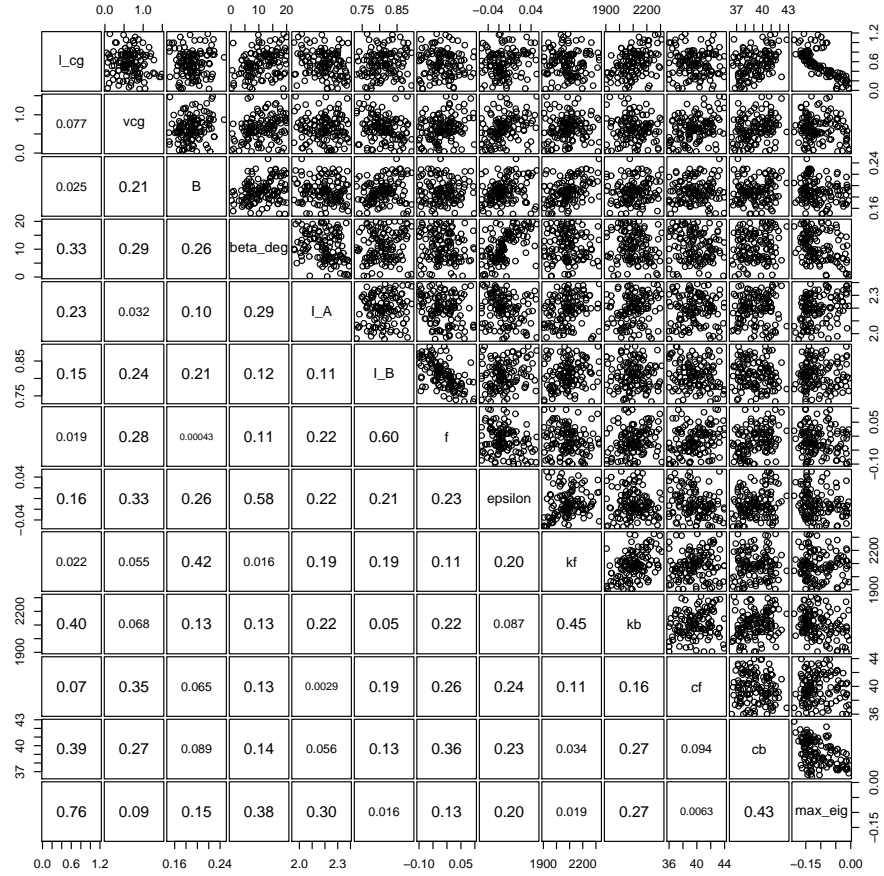 0.0 1.0 0 10 20 0.75 0.85 −0.04 0.04 1900 2200 37 40 43
l_cg 0.0 0.6 1.2
0.0 1.0 0.077 vcg
0.025 0.21 B 0.16 0.24
0 10 20 0.33 0.29 0.26 beta_deg
0.23 0.032 0.10 0.29 l_A 2.0 2.3
0.75 0.85 0.15 0.24 0.21 0.12 0.11 l_B
0.019 0.28 0.00043 0.11 0.22 0.60 f −0.10 0.05
−0.04 0.04 0.16 0.33 0.26 0.58 0.22 0.21 0.23 epsilon
0.022 0.055 0.42 0.016 0.19 0.19 0.11 0.20 kf 1900 2200
1900 2200 0.40 0.068 0.13 0.13 0.22 0.05 0.22 0.087 0.45 kb
0.07 0.35 0.065 0.13 0.0029 0.19 0.26 0.24 0.11 0.16 cf 36 40 44
37 40 43 0.39 0.27 0.089 0.14 0.056 0.13 0.36 0.23 0.034 0.27 0.094 cb
0.76 0.09 0.15 0.38 0.30 0.016 0.13 0.20 0.019 0.27 0.0063 0.43 max_eig −0.15 0.00
0.0 0.6 1.2 0.16 0.24 2.0 2.3 −0.10 0.05 1900 2200 36 40 44 −0.15 0.00